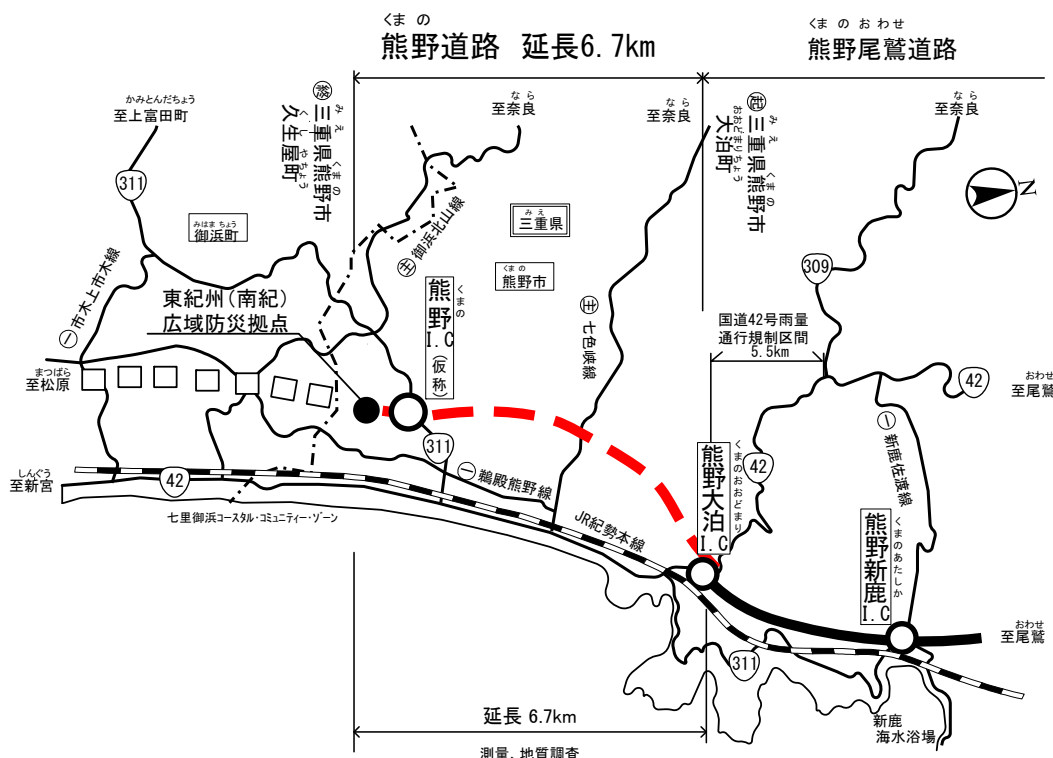 くまの
熊野道路 延長6.7km
くまの おわせ
熊野尾鷲道路
かみとんだちょう
至上富田町
なら
至奈良
なら
至奈良
なら
至奈良
終 三重県熊野市
みえ くまの
久生屋町
くしやちょう
起 三重県熊野市
みえ くまの
大泊町
おおどまりちょう
N
311
みはまちょう
御浜町
みえ
三重県
くまの
熊野市
主 御浜北山線
一 市木上市木線
309
東紀州(南紀)
広域防災拠点
熊野
くまの
I.C
(仮称)
主 七色峡線
国道42号雨量
通行規制区間
5.5km
まつばら
至松原
42
おわせ
至尾鷲
一 新鹿佐渡線
311
一 鵜殿熊野線
42
熊野大泊
くまのおおどまり
I.C
しんぐう
至新宮
42
七里御浜コースタル・コミュニティー・ゾーン
JR紀勢本線
熊野新鹿
くまのあたしか
I.C
おわせ
至尾鷲
311
新鹿
海水浴場
延長 6.7km
測量、地質調査